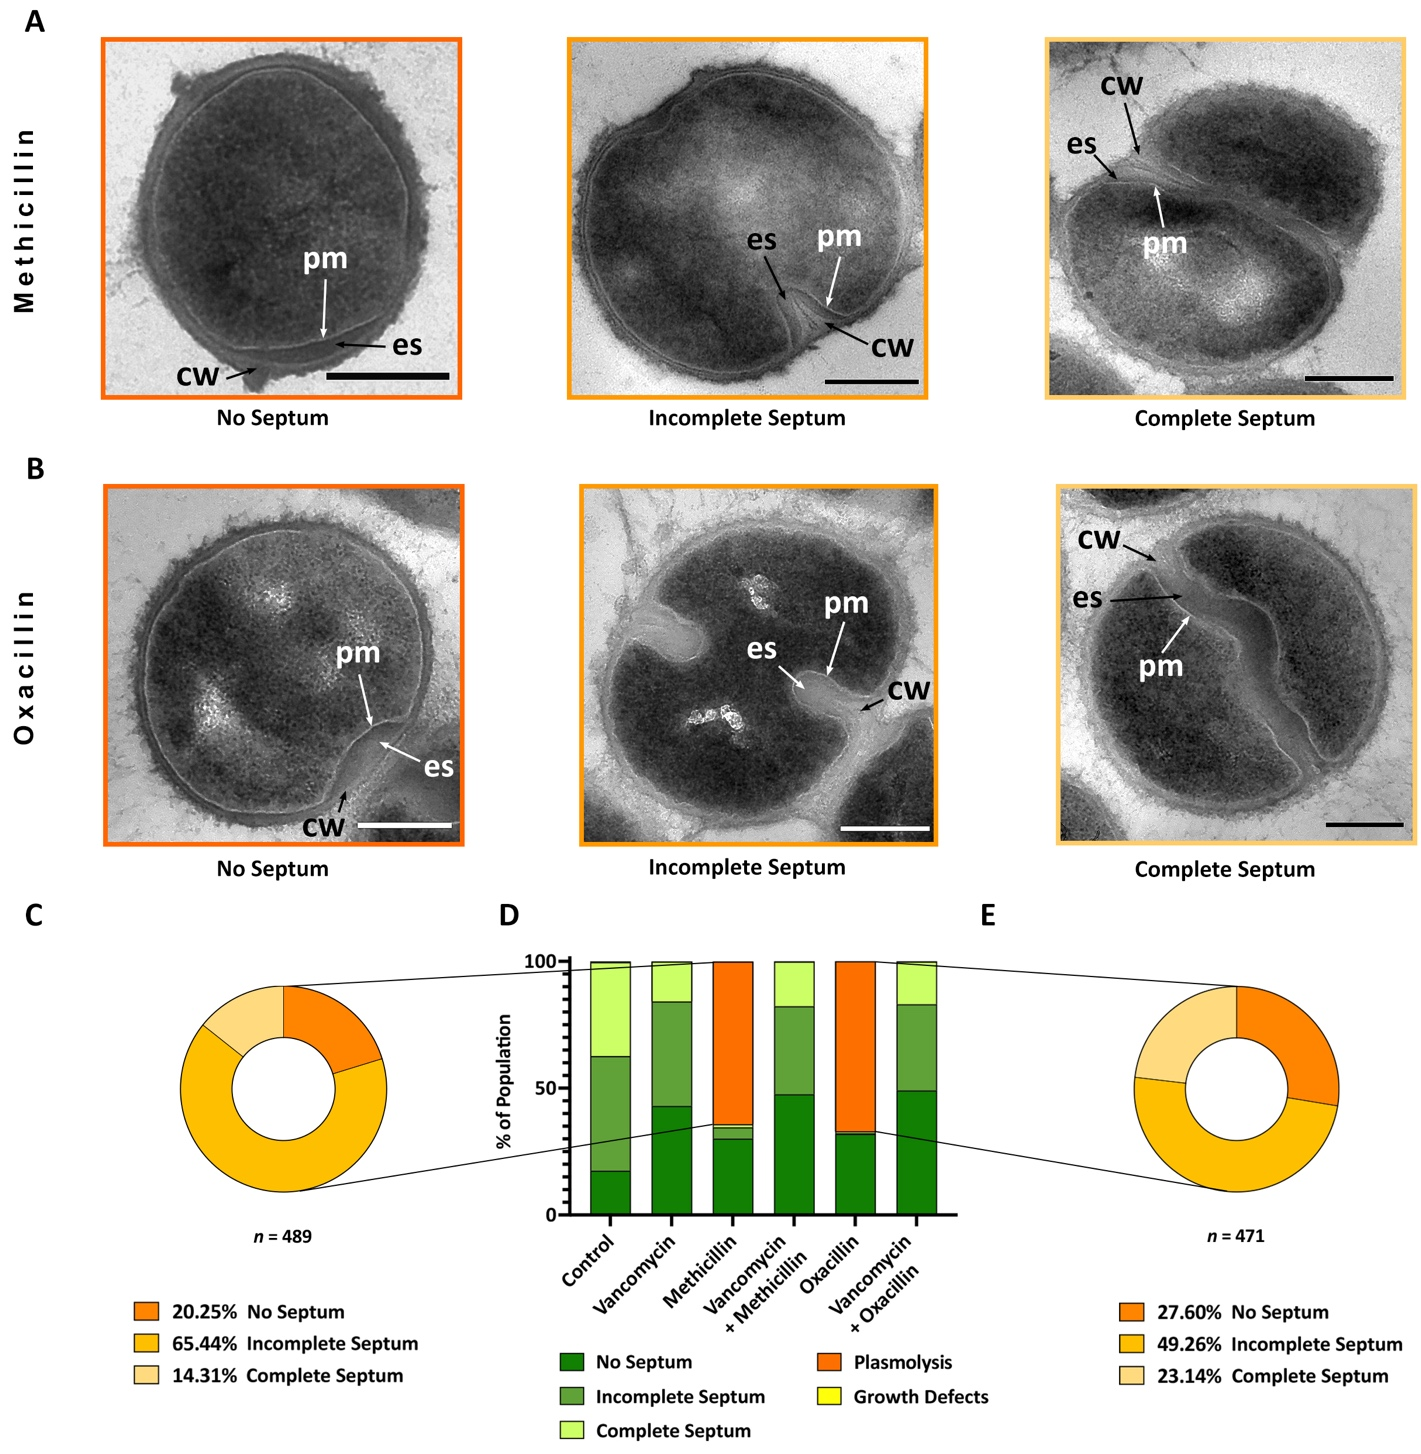 A
Methicillin
pm
es
cw
No Septum
es
pm
cw
Incomplete Septum
cw
es
pm
Complete Septum
B
Oxacillin
pm
es
cw
No Septum
pm
es
cw
Incomplete Septum
cw
es
pm
Complete Septum
C
n = 489
20.25% No Septum
65.44% Incomplete Septum
14.31% Complete Septum
D
% of Population
100
50
0
Control
Vancomycin
Methicillin
Vancomycin
+ Methicillin
Oxacillin
Vancomycin
+ Oxacillin
No Septum
Incomplete Septum
Complete Septum
Plasmolysis
Growth Defects
E
n = 471
27.60% No Septum
49.26% Incomplete Septum
23.14% Complete Septum